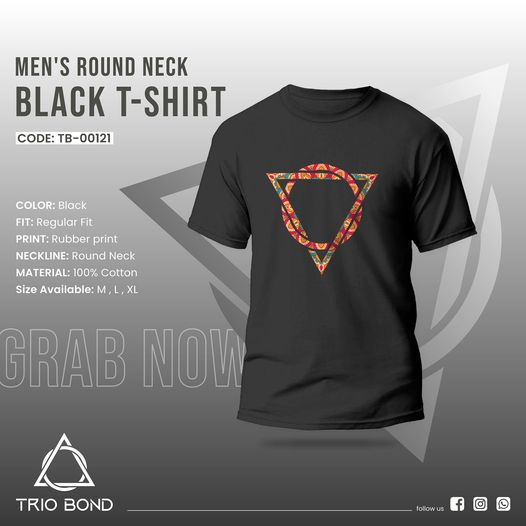 MEN'S ROUND NECK
BLACK T-SHIRT
CODE: TB-00121
COLOR: Black
FIT: Regular Fit
PRINT: Rubber print
NECKLINE: Round Neck
MATERIAL: 100% Cotton
Size Available: M , L , XL
GRAB NOW
TRIO BOND
follow us